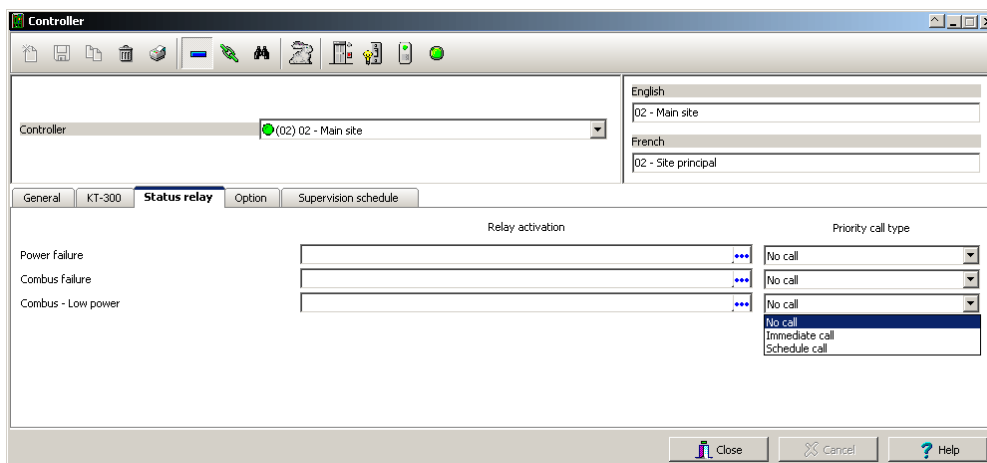 Controller
English
02 - Main site
Controller
(02) 02 - Main site
French
02 - Site principal
General KT-300 Status relay Option Supervision schedule
Relay activation Priority call type
Power failure ... No call
Combus failure ... No call
Combus - Low power ... No call
No call
Immediate call
Schedule call
Close Cancel ? Help